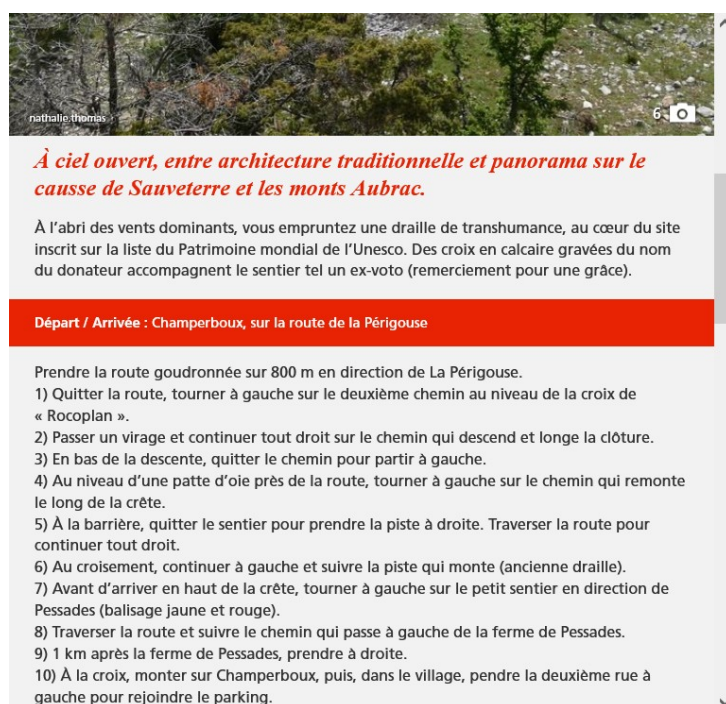 nathalie thomas
6
À ciel ouvert, entre architecture traditionnelle et panorama sur le
causse de Sauveterre et les monts Aubrac.
À l’abri des vents dominants, vous empruntez une draille de transhumance, au cœur du site
inscrit sur la liste du Patrimoine mondial de l’Unesco. Des croix en calcaire gravées du nom
du donateur accompagnent le sentier tel un ex-voto (remerciement pour une grâce).
Départ / Arrivée : Champerboux, sur la route de la Périgouse
Prendre la route goudronnée sur 800 m en direction de La Périgouse.
1) Quitter la route, tourner à gauche sur le deuxième chemin au niveau de la croix de
« Rocoplan ».
2) Passer un virage et continuer tout droit sur le chemin qui descend et longe la clôture.
3) En bas de la descente, quitter le chemin pour partir à gauche.
4) Au niveau d’une patte d’oie près de la route, tourner à gauche sur le chemin qui remonte
le long de la crête.
5) À la barrière, quitter le sentier pour prendre la piste à droite. Traverser la route pour
continuer tout droit.
6) Au croisement, continuer à gauche et suivre la piste qui monte (ancienne draille).
7) Avant d’arriver en haut de la crête, tourner à gauche sur le petit sentier en direction de
Pessades (balisage jaune et rouge).
8) Traverser la route et suivre le chemin qui passe à gauche de la ferme de Pessades.
9) 1 km après la ferme de Pessades, prendre à droite.
10) À la croix, monter sur Champerboux, puis, dans le village, pendre la deuxième rue à
gauche pour rejoindre le parking.